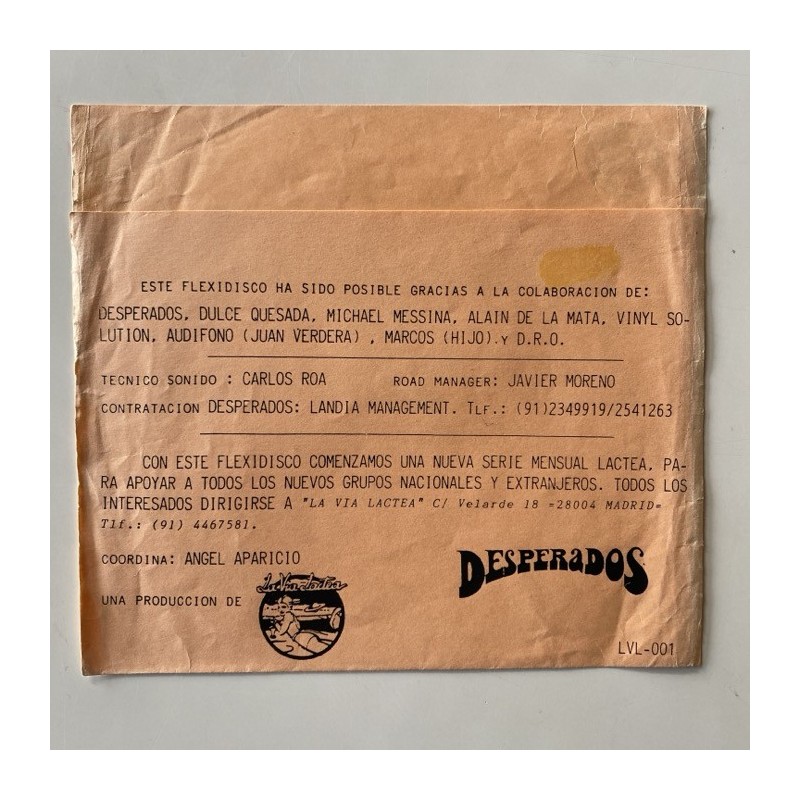 ESTE FLEXIDISCO HA SIDO POSIBLE GRACIAS A LA COLABORACION DE:
DESPERADOS, DULCE QUESADA, MICHAEL MESSINA, ALAIN DE LA MATA, VINYL SO-
LUTION, AUDIFONO (JUAN VERDERA) , MARCOS (HIJO).Y D.R.O.
TECNICO SONIDO : CARLOS ROA ROAD MANAGER: JAVIER MORENO
CONTRATACION DESPERADOS: LANDIA MANAGEMENT. TLF.: (91)2349919/2541263
CON ESTE FLEXIDISCO COMENZAMOS UNA NUEVA SERIE MENSUAL LACTEA, PA-
RA APOYAR A TODOS LOS NUEVOS GRUPOS NACIONALES Y EXTRANJEROS. TODOS LOS
INTERESADOS DIRIGIRSE A "LA VIA LACTEA" C/ Velarde 18 =28004 MADRID=
Tlf.: (91) 4467581.
COORDINA: ANGEL APARICIO
DESPERADOS
La Vía Láctea
UNA PRODUCCION DE
LVL-001